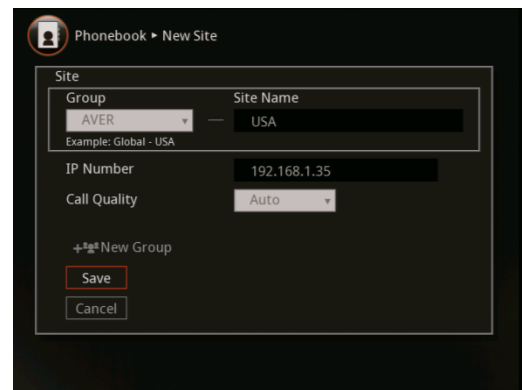 Phonebook ▸ New Site
Site
Group Site Name
AVER — USA
Example: Global - USA
IP Number 192.168.1.35
Call Quality Auto
+New Group
Save
Cancel